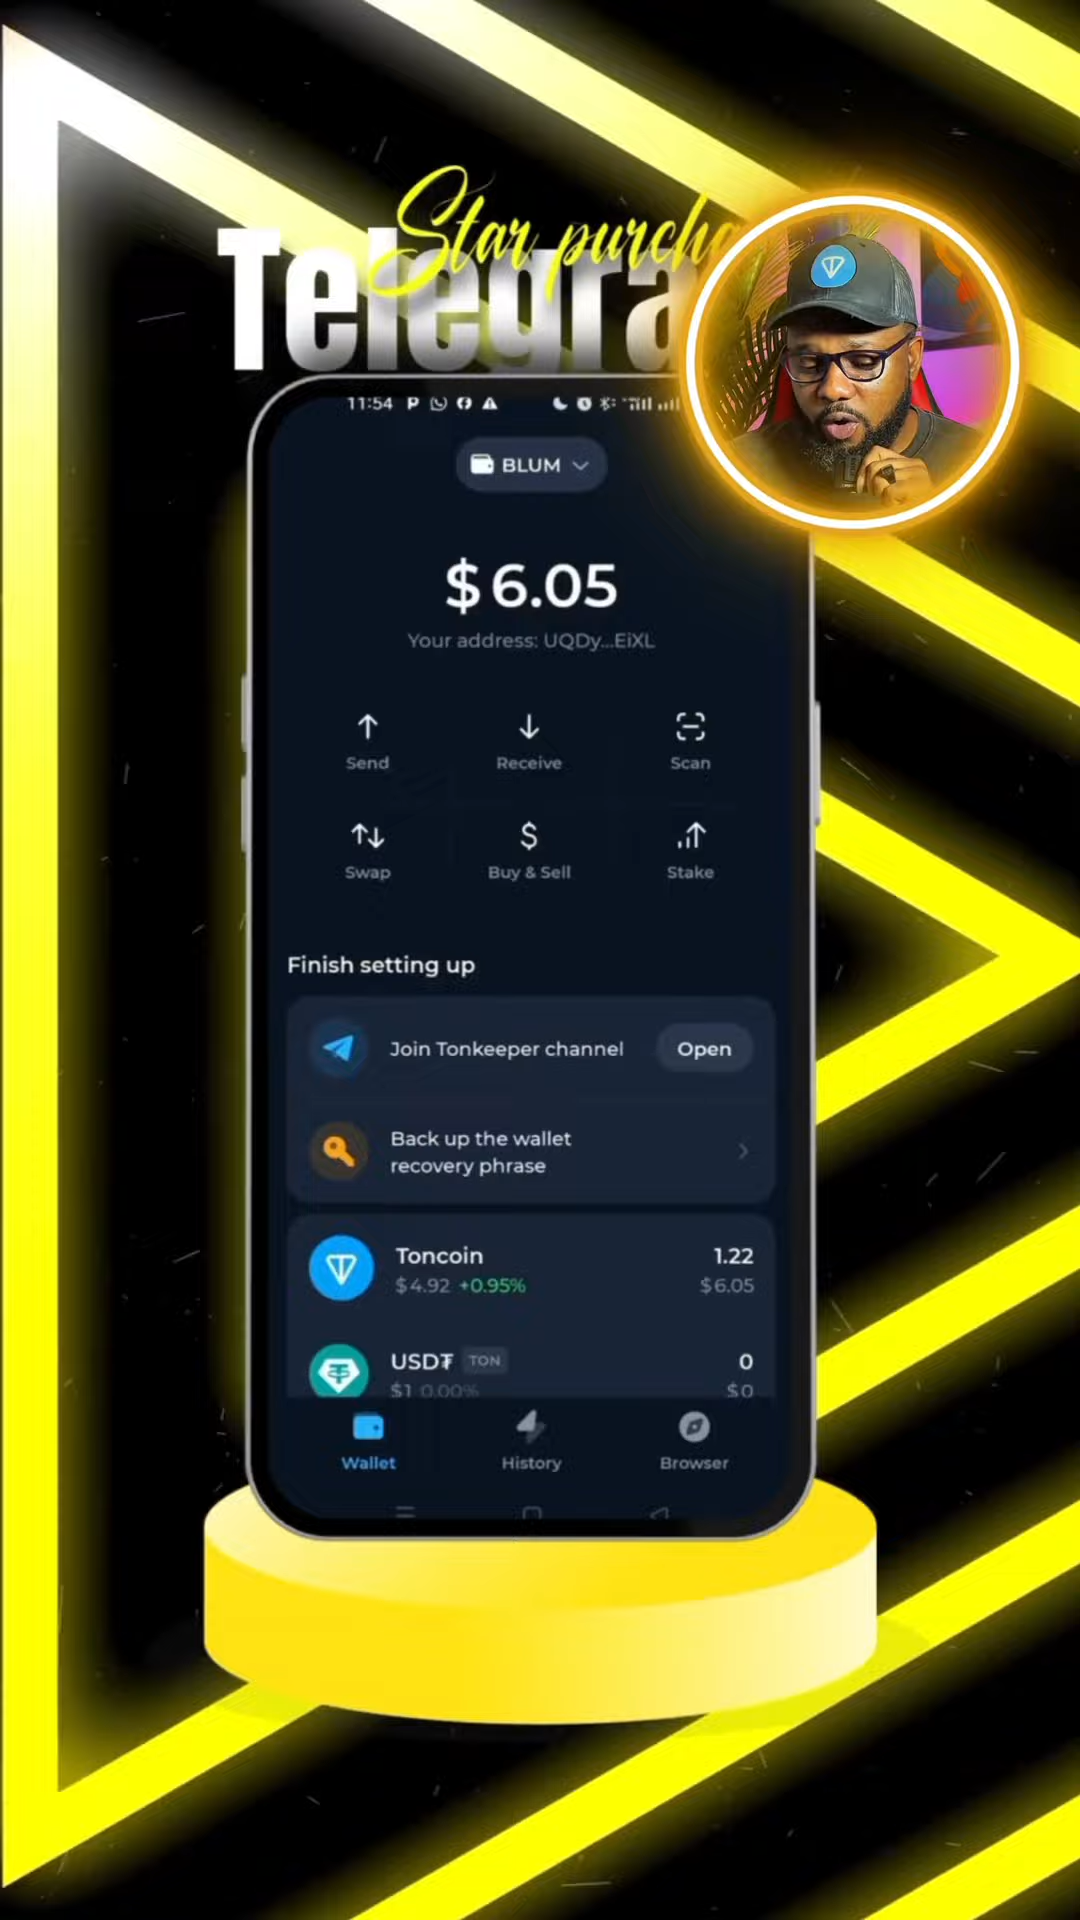 Star purcha
Telegra
11:54
BLUM
$6.05
Your address: UQDy...EiXL
Send
Receive
Scan
Swap
Buy & Sell
Stake
Finish setting up
Join Tonkeeper channel
Open
Back up the wallet
recovery phrase
Toncoin
1.22
$4.92 +0.95%
$6.05
USD₮ TON
0
$1 0.00%
$0
Wallet
History
Browser